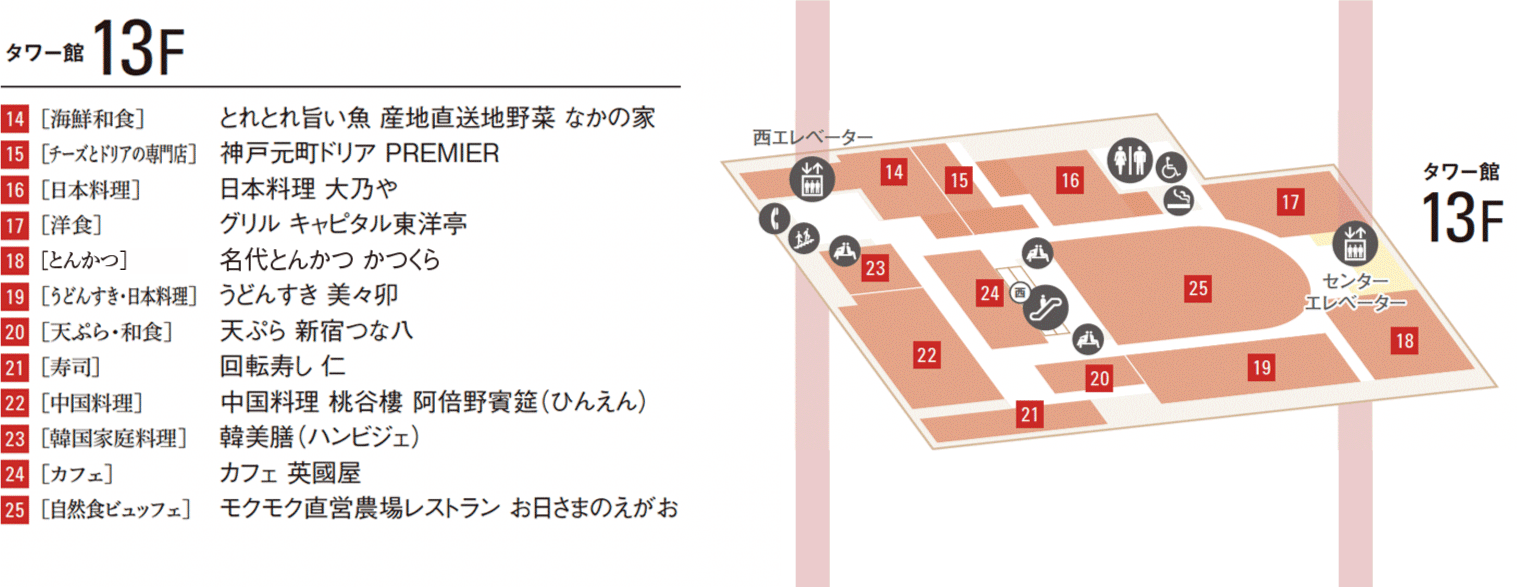 タワー館 13F
14 [海鮮和食] とれとれ旨い魚 産地直送地野菜 なかの家
15 [チーズとドリアの専門店] 神戸元町ドリア PREMIER
16 [日本料理] 日本料理 大乃や
17 [洋食] グリル キャピタル東洋亭
18 [とんかつ] 名代とんかつ かつくら
19 [うどんすき・日本料理] うどんすき 美々卯
20 [天ぷら・和食] 天ぷら 新宿つな八
21 [寿司] 回転寿し 仁
22 [中国料理] 中国料理 桃谷樓 阿倍野賓筵(ひんえん)
23 [韓国家庭料理] 韓美膳(ハンビジェ)
24 [カフェ] カフェ 英國屋
25 [自然食ビュッフェ] モクモク直営農場レストラン お日さまのえがお
西エレベーター
14
15
16
17
23
24
西
25
センター
エレベーター
22
20
19
18
21
タワー館
13F